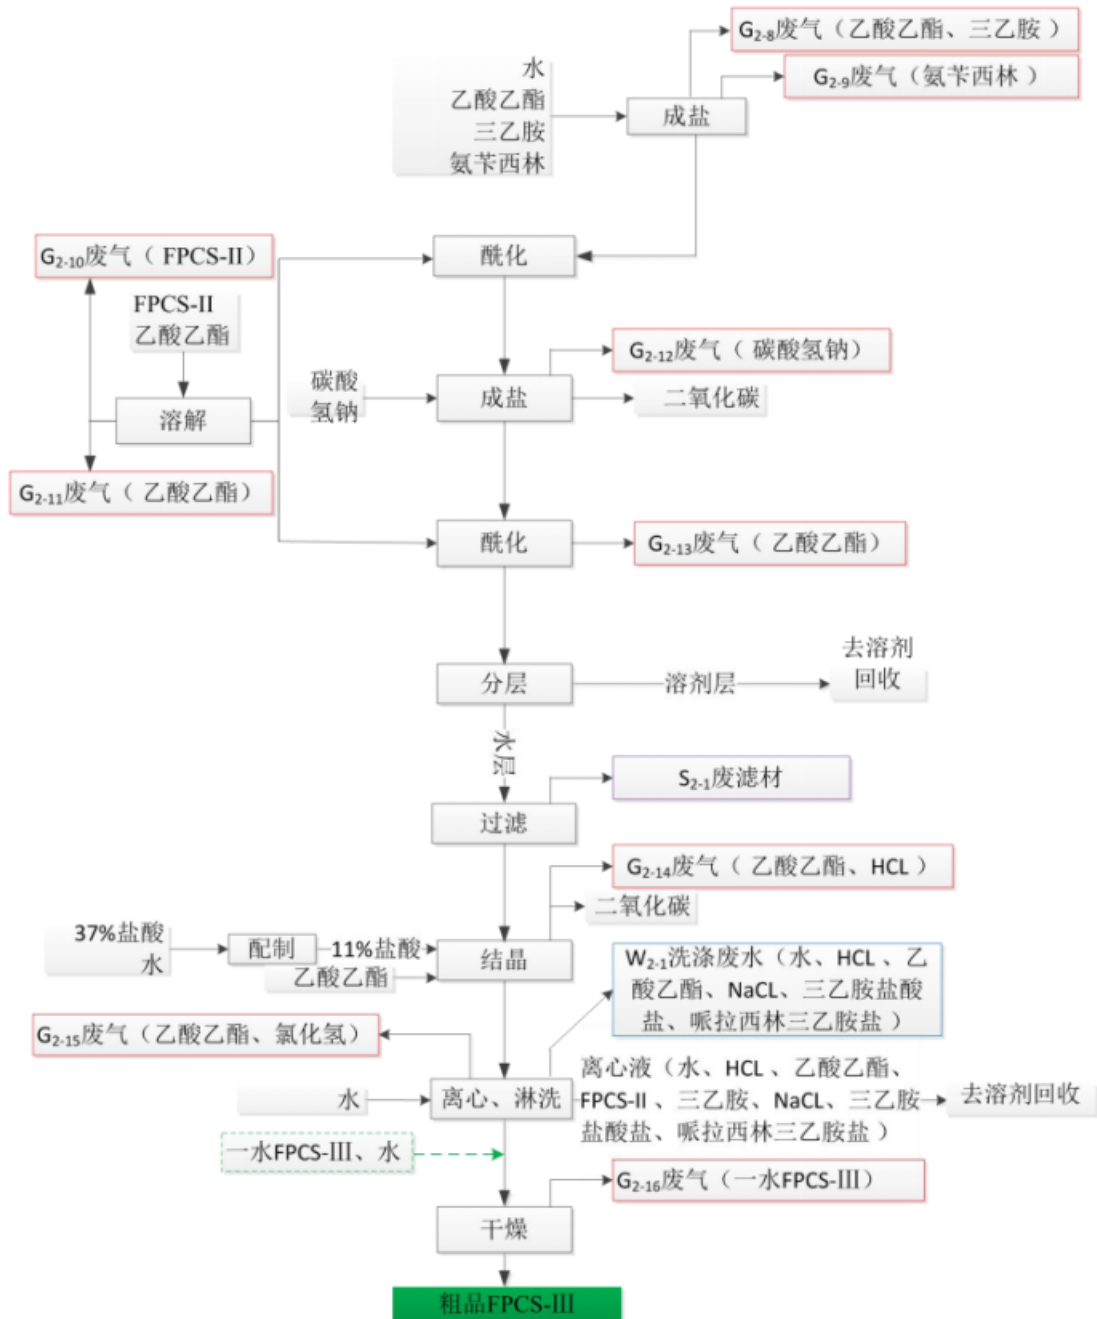 G2-8废气（乙酸乙酯、三乙胺 ）
G2-9废气（氨苄西林 ）
水
乙酸乙酯
三乙胺
氨苄西林
成盐
G2-10废气（ FPCS-II）
酰化
FPCS-II
乙酸乙酯
G2-12废气（ 碳酸氢钠）
碳酸
氢钠
成盐
二氧化碳
溶解
G2-11废气（ 乙酸乙酯）
酰化
G2-13废气（ 乙酸乙酯）
分层
溶剂层
去溶剂
回收
水层
S2-1废滤材
过滤
G2-14废气（ 乙酸乙酯、HCL ）
二氧化碳
37%盐酸
水
配制
11%盐酸
乙酸乙酯
结晶
W2-1洗涤废水（水、HCL 、乙
酸乙酯、NaCL、三乙胺盐酸
盐、哌拉西林三乙胺盐 ）
G2-15废气（乙酸乙酯、氯化氢）
水
离心、淋洗
离心液（水、HCL 、乙酸乙酯、
FPCS-II 、三乙胺、NaCL、三乙胺
盐酸盐、哌拉西林三乙胺盐 ）
去溶剂回收
一水FPCS-III、水
G2-16废气（一水FPCS-III）
干燥
粗品FPCS-III